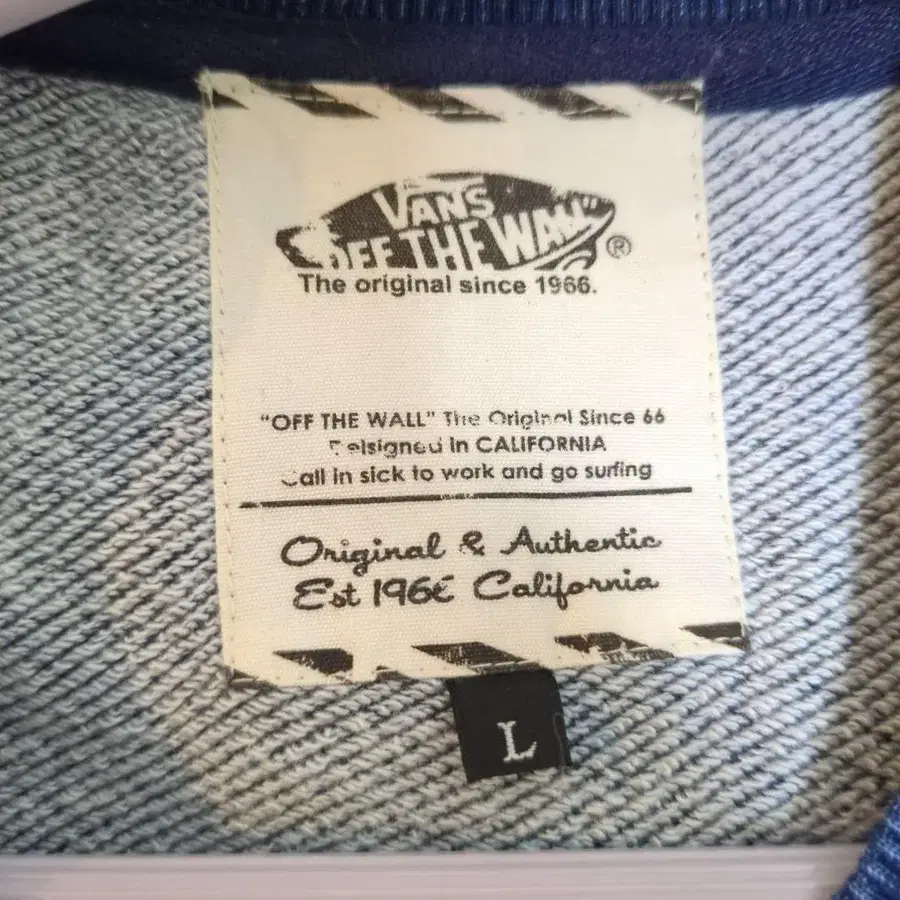 VANS
"OFF THE WALL"
®
The original since 1966.
"OFF THE WALL" The Original Since 66
Delsigned In CALIFORNIA
Call in sick to work and go surfing
Original & Authentic
Est 1966 California
L